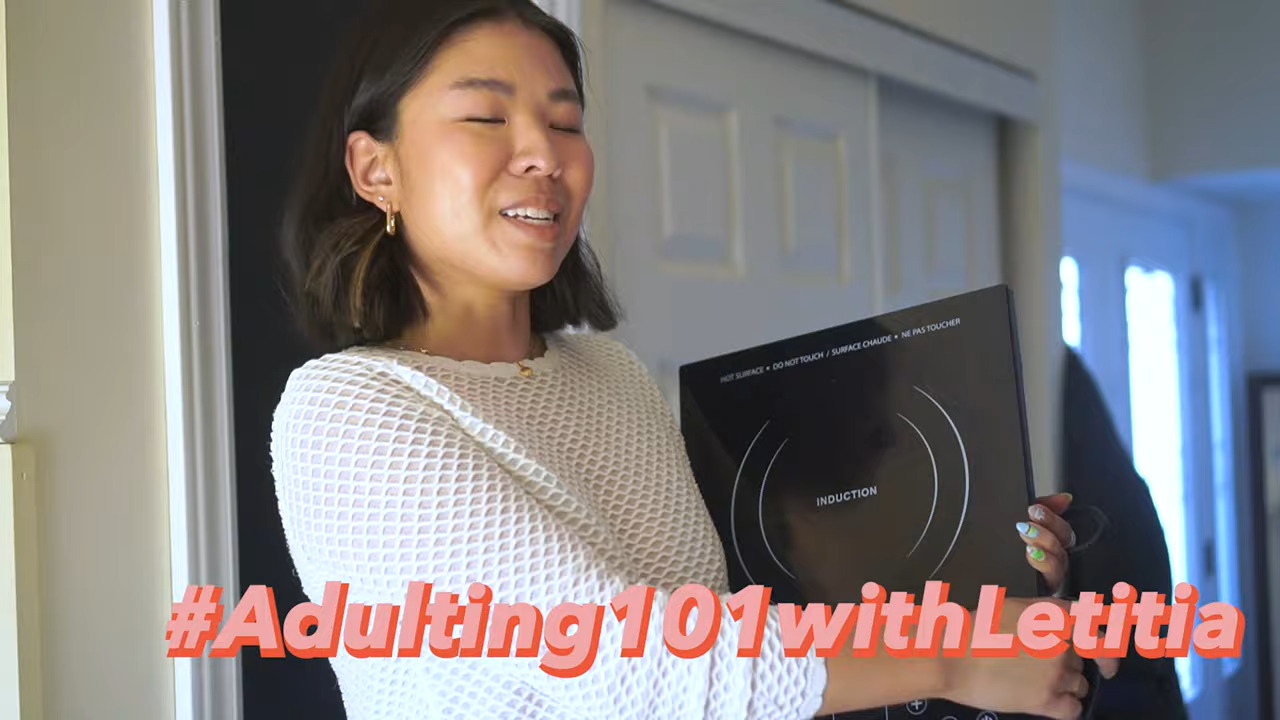 HOT SURFACE • DO NOT TOUCH / SURFACE CHAUDE • NE PAS TOUCHER
INDUCTION
#Adulting101withLetitia